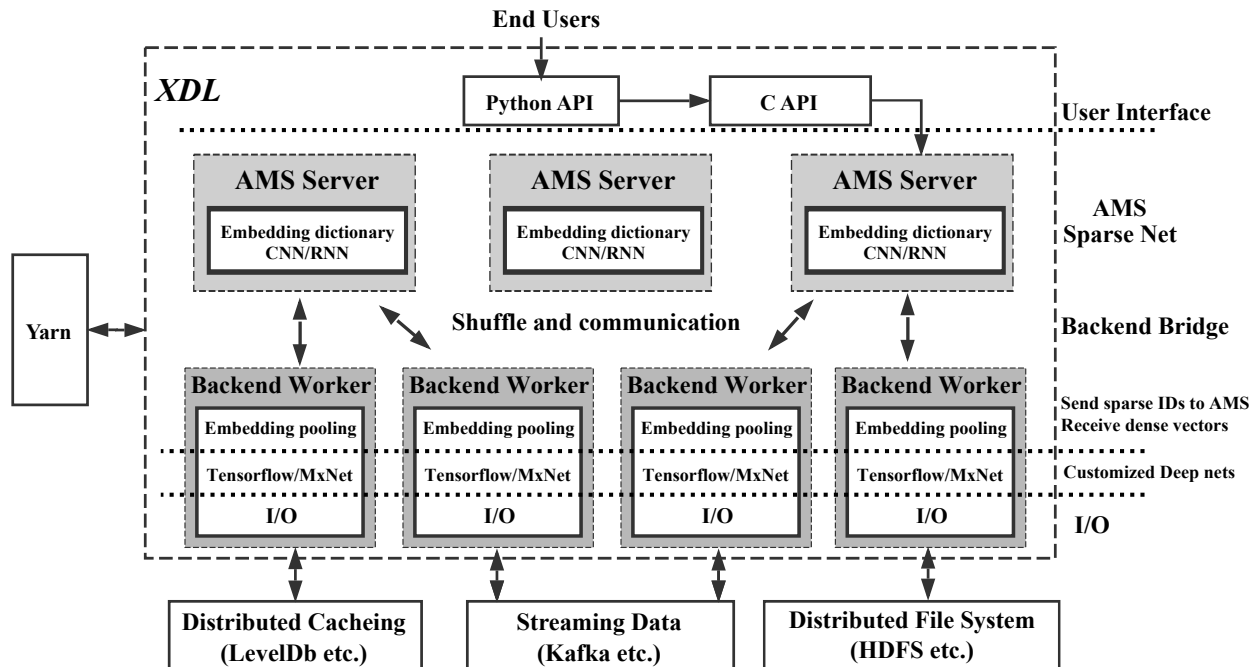 End Users
XDL
Python API
C API
User Interface
AMS Server
Embedding dictionary
CNN/RNN
AMS Server
Embedding dictionary
CNN/RNN
AMS Server
Embedding dictionary
CNN/RNN
AMS
Sparse Net
Yarn
Shuffle and communication
Backend Bridge
Backend Worker
Embedding pooling
Tensorflow/MxNet
I/O
Backend Worker
Embedding pooling
Tensorflow/MxNet
I/O
Backend Worker
Embedding pooling
Tensorflow/MxNet
I/O
Backend Worker
Embedding pooling
Tensorflow/MxNet
I/O
Send sparse IDs to AMS
Receive dense vectors
Customized Deep nets
I/O
Distributed Cacheing
(LevelDb etc.)
Streaming Data
(Kafka etc.)
Distributed File System
(HDFS etc.)